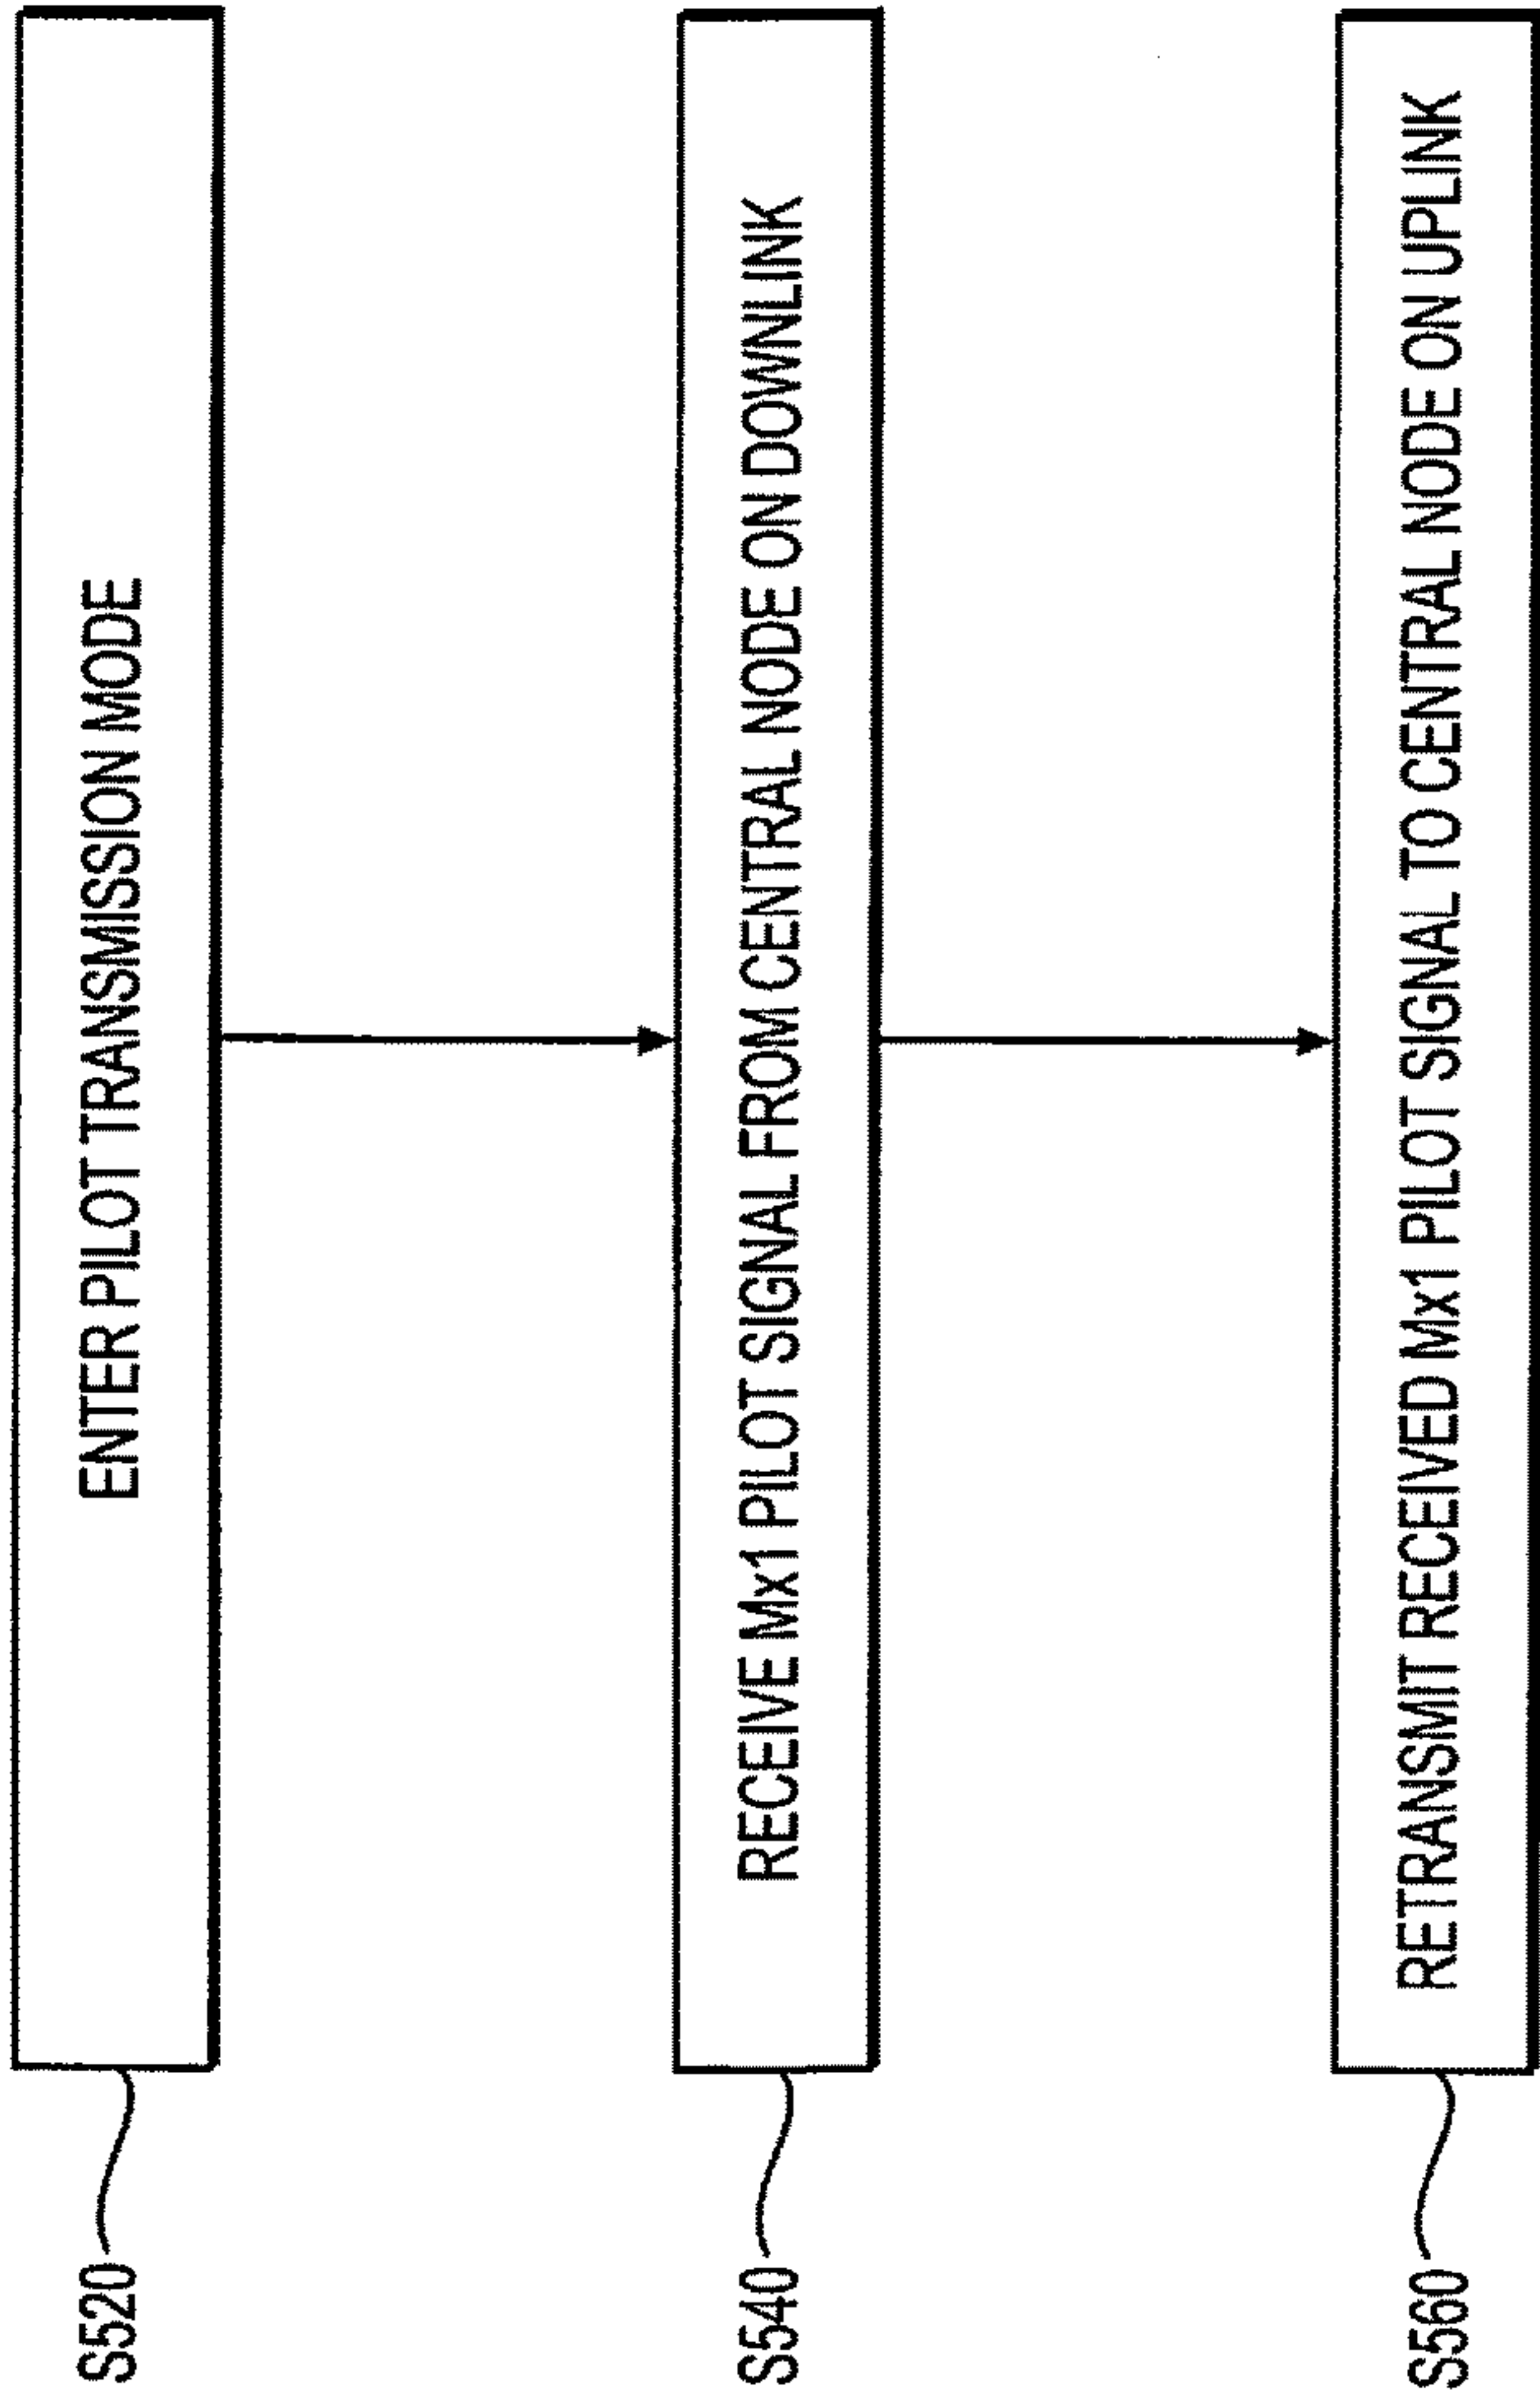 S520
ENTER PILOT TRANSMISSION MODE
S540
RECEIVE Mx1 PILOT SIGNAL FROM CENTRAL NODE ON DOWNLINK
S560
RETRANSMIT RECEIVED Mx1 PILOT SIGNAL TO CENTRAL NODE ON UPLINK